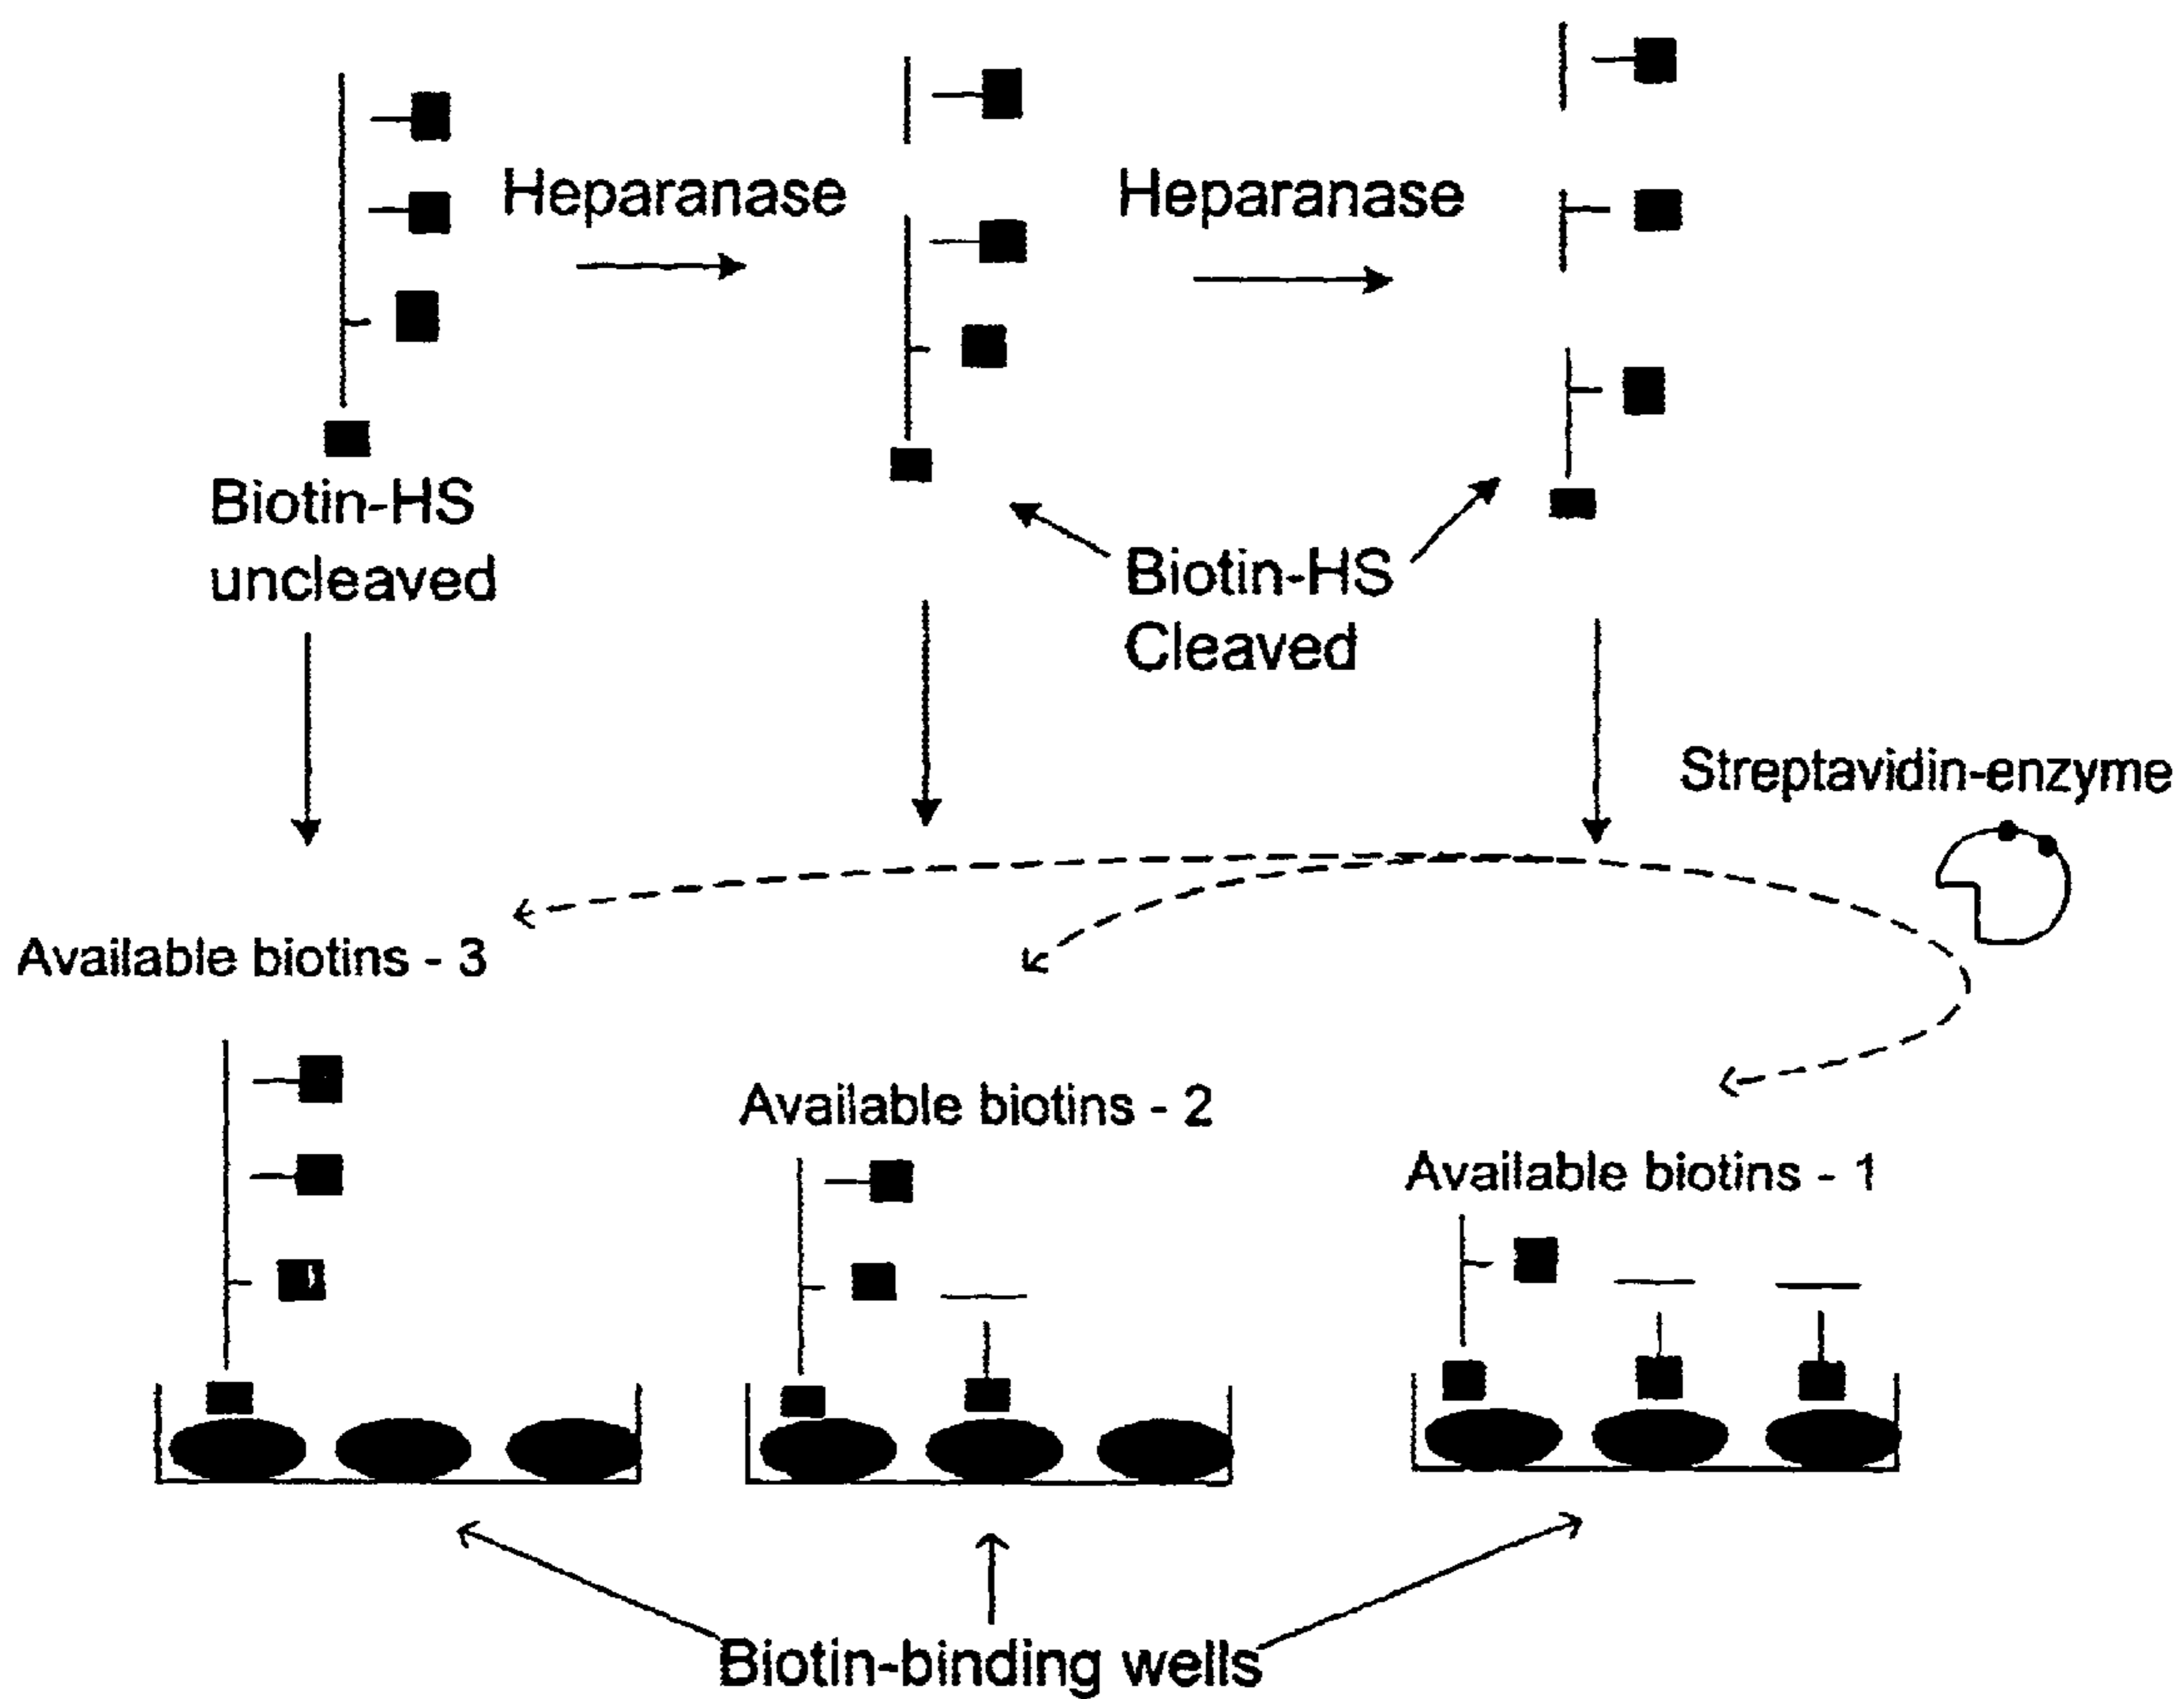 Heparanase
Heparanase
Biotin-HS
uncleaved
Biotin-HS
Cleaved
Streptavidin-enzyme
Available biotins - 3
Available biotins - 2
Available biotins - 1
Biotin-binding wells